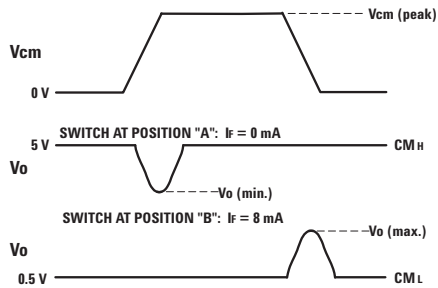 Vcm (peak)
Vcm
0 V
SWITCH AT POSITION "A": IF = 0 mA
5 V
CMH
Vo
Vo (min.)
SWITCH AT POSITION "B": IF = 8 mA
Vo (max.)
Vo
0.5 V
CML